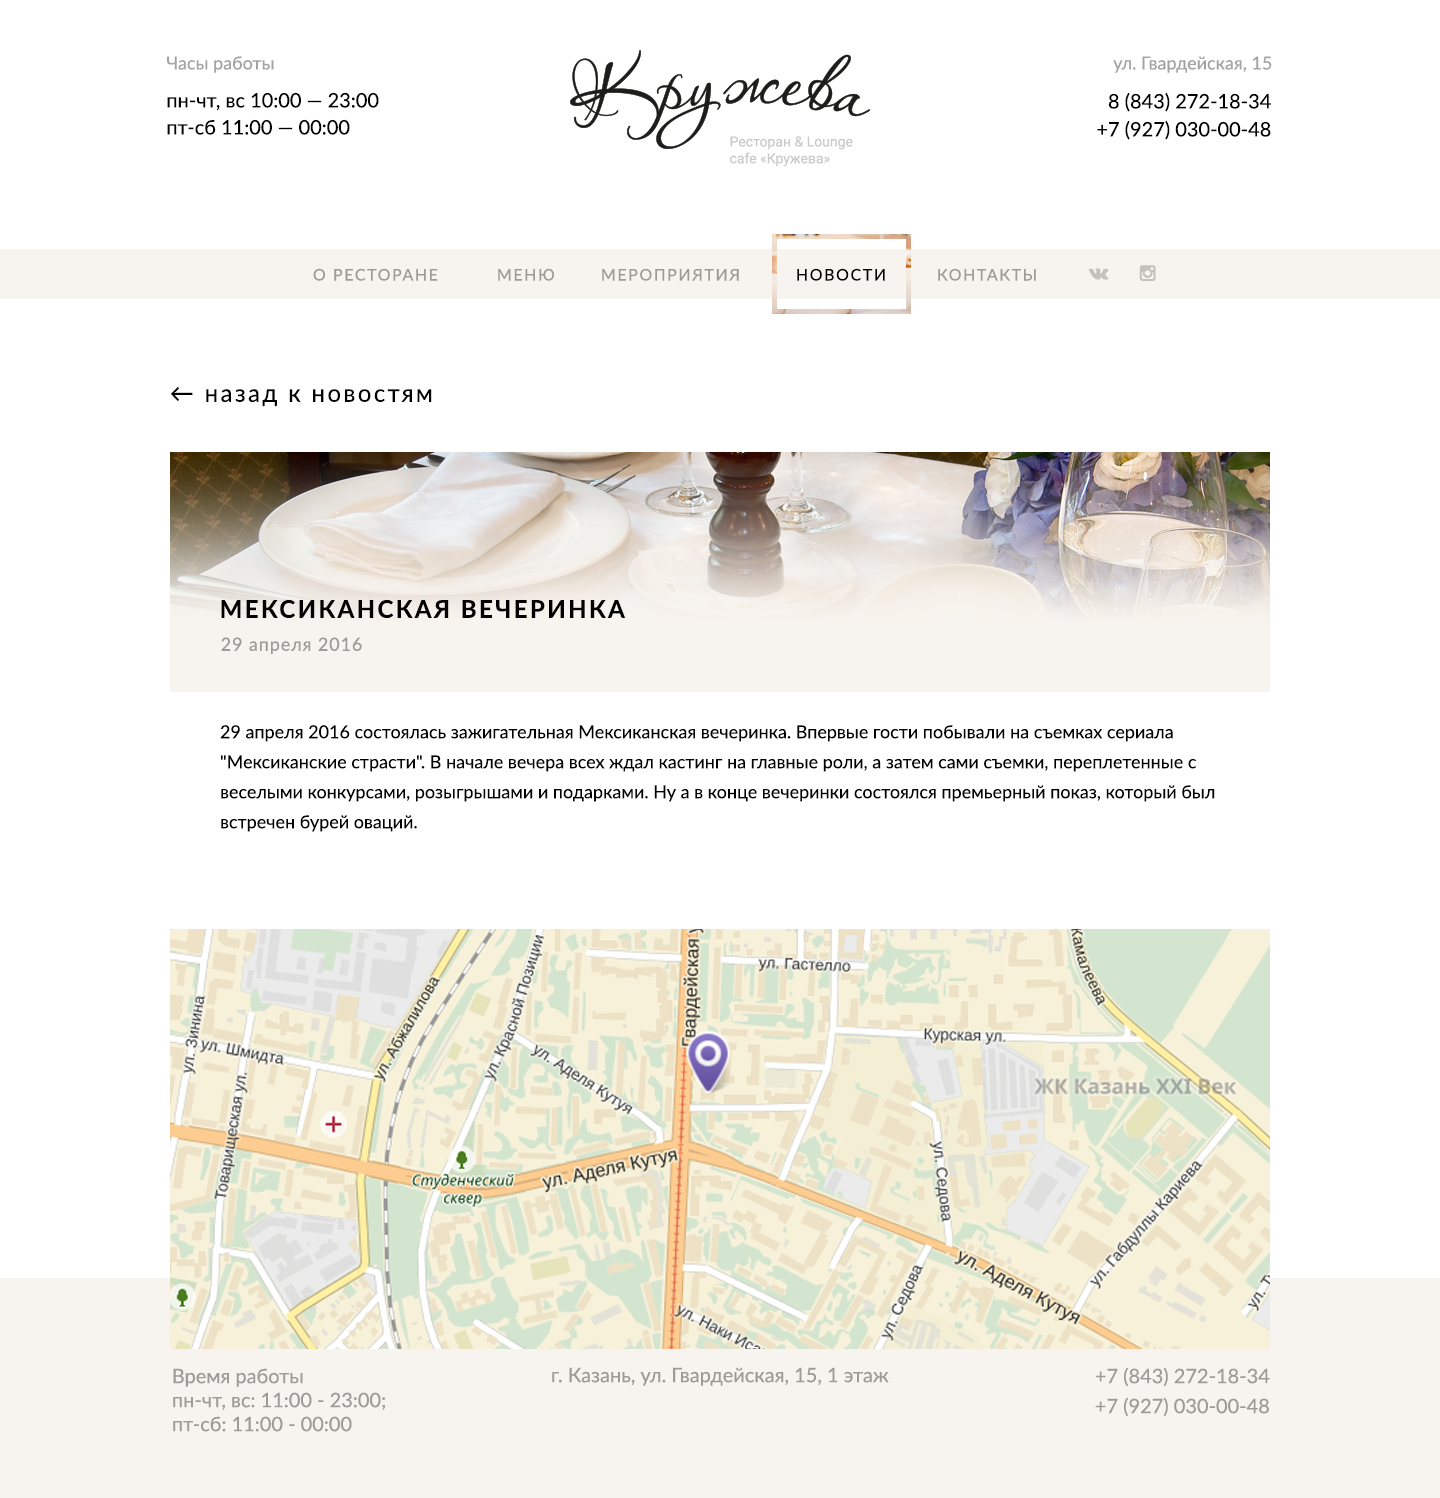 Часы работы
пн-чт, вс 10:00 — 23:00
пт-сб 11:00 — 00:00
Кружева
Ресторан & Lounge
cafe «Кружева»
ул. Гвардейская, 15
8 (843) 272-18-34
+7 (927) 030-00-48
О РЕСТОРАНЕ МЕНЮ МЕРОПРИЯТИЯ НОВОСТИ КОНТАКТЫ
← назад к новостям
МЕКСИКАНСКАЯ ВЕЧЕРИНКА
29 апреля 2016
29 апреля 2016 состоялась зажигательная Мексиканская вечеринка. Впервые гости побывали на съемках сериала
"Мексиканские страсти". В начале вечера всех ждал кастинг на главные роли, а затем сами съемки, переплетенные с
веселыми конкурсами, розыгрышами и подарками. Ну а в конце вечеринки состоялся премьерный показ, который был
встречен бурей оваций.
ул. Зинина
ул. Шмидта
Товарищеская ул.
ул. Абжалилова
ул. Красной Позиции
ул. Аделя Кутуя
Гвардейская у
ул. Гастелло
Камалеева
Курская ул.
ЖК Казань XXI Век
Студенческий
сквер
ул. Аделя Кутуя
ул. Седова
ул. Габдуллы Кариева
ул. Аделя Кутуя
ул. Седова
ул. Наки Иса
ул. Т
Время работы
пн-чт, вс: 11:00 - 23:00;
пт-сб: 11:00 - 00:00
г. Казань, ул. Гвардейская, 15, 1 этаж
+7 (843) 272-18-34
+7 (927) 030-00-48